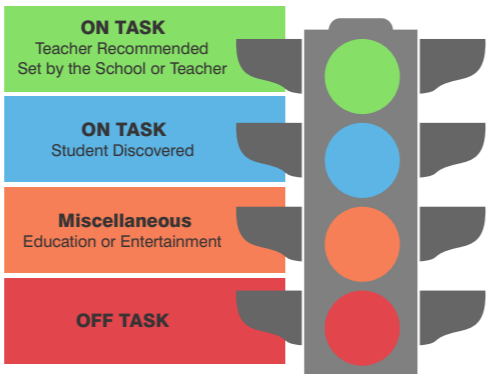 ON TASK
Teacher Recommended
Set by the School or Teacher
ON TASK
Student Discovered
Miscellaneous
Education or Entertainment
OFF TASK